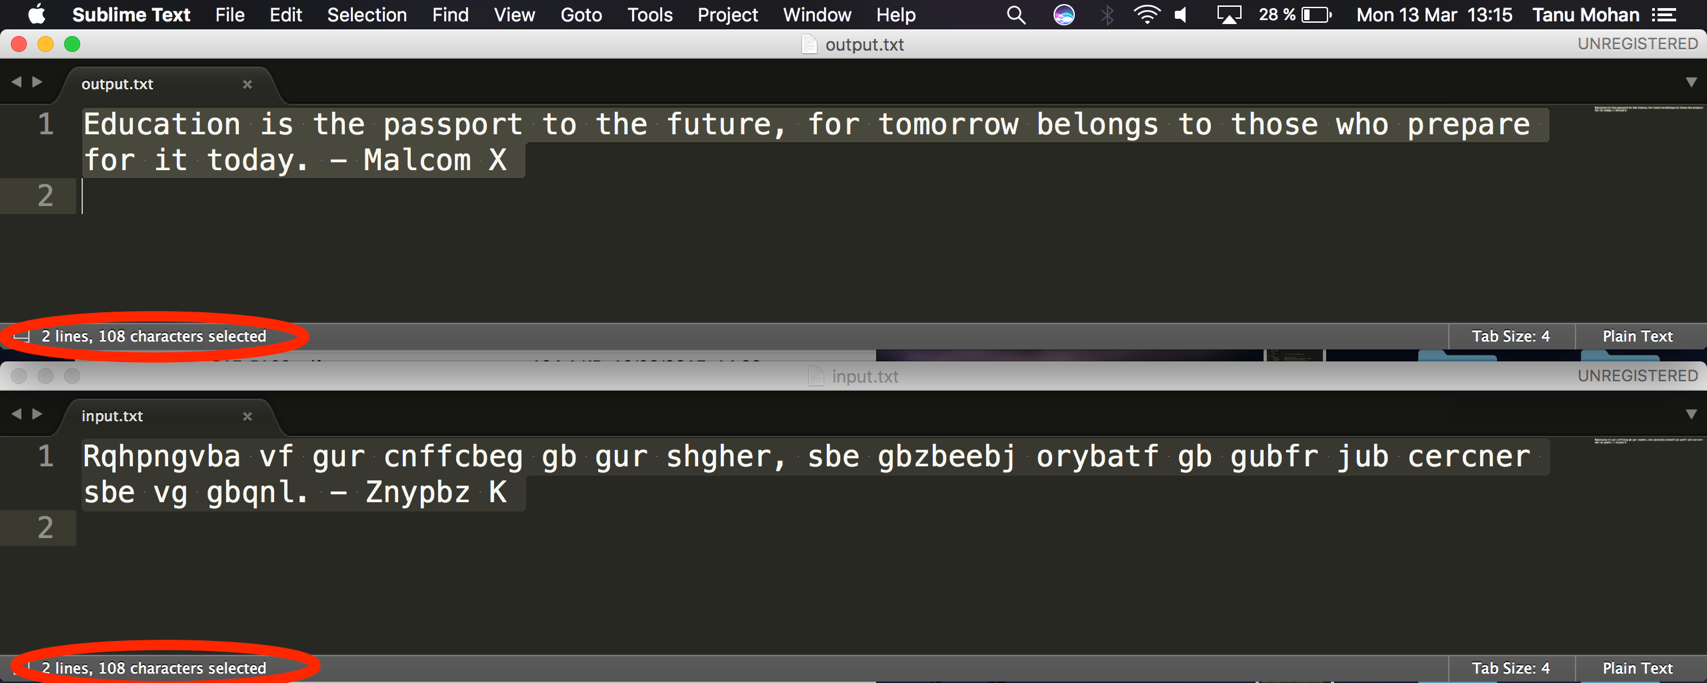 Sublime Text File Edit Selection Find View Goto Tools Project Window Help 28 % Mon 13 Mar 13:15 Tanu Mohan
output.txt UNREGISTERED
output.txt
1 Education is the passport to the future, for tomorrow belongs to those who prepare
for it today. – Malcom X
2
2 lines, 108 characters selected Tab Size: 4 Plain Text
input.txt UNREGISTERED
input.txt
1 Rqhpngvba vf gur cnffcbeg gb gur shgher, sbe gbzbeebj orybatf gb gubfr jub cercner
sbe vg gbqnl. – Znypbz K
2
2 lines, 108 characters selected Tab Size: 4 Plain Text